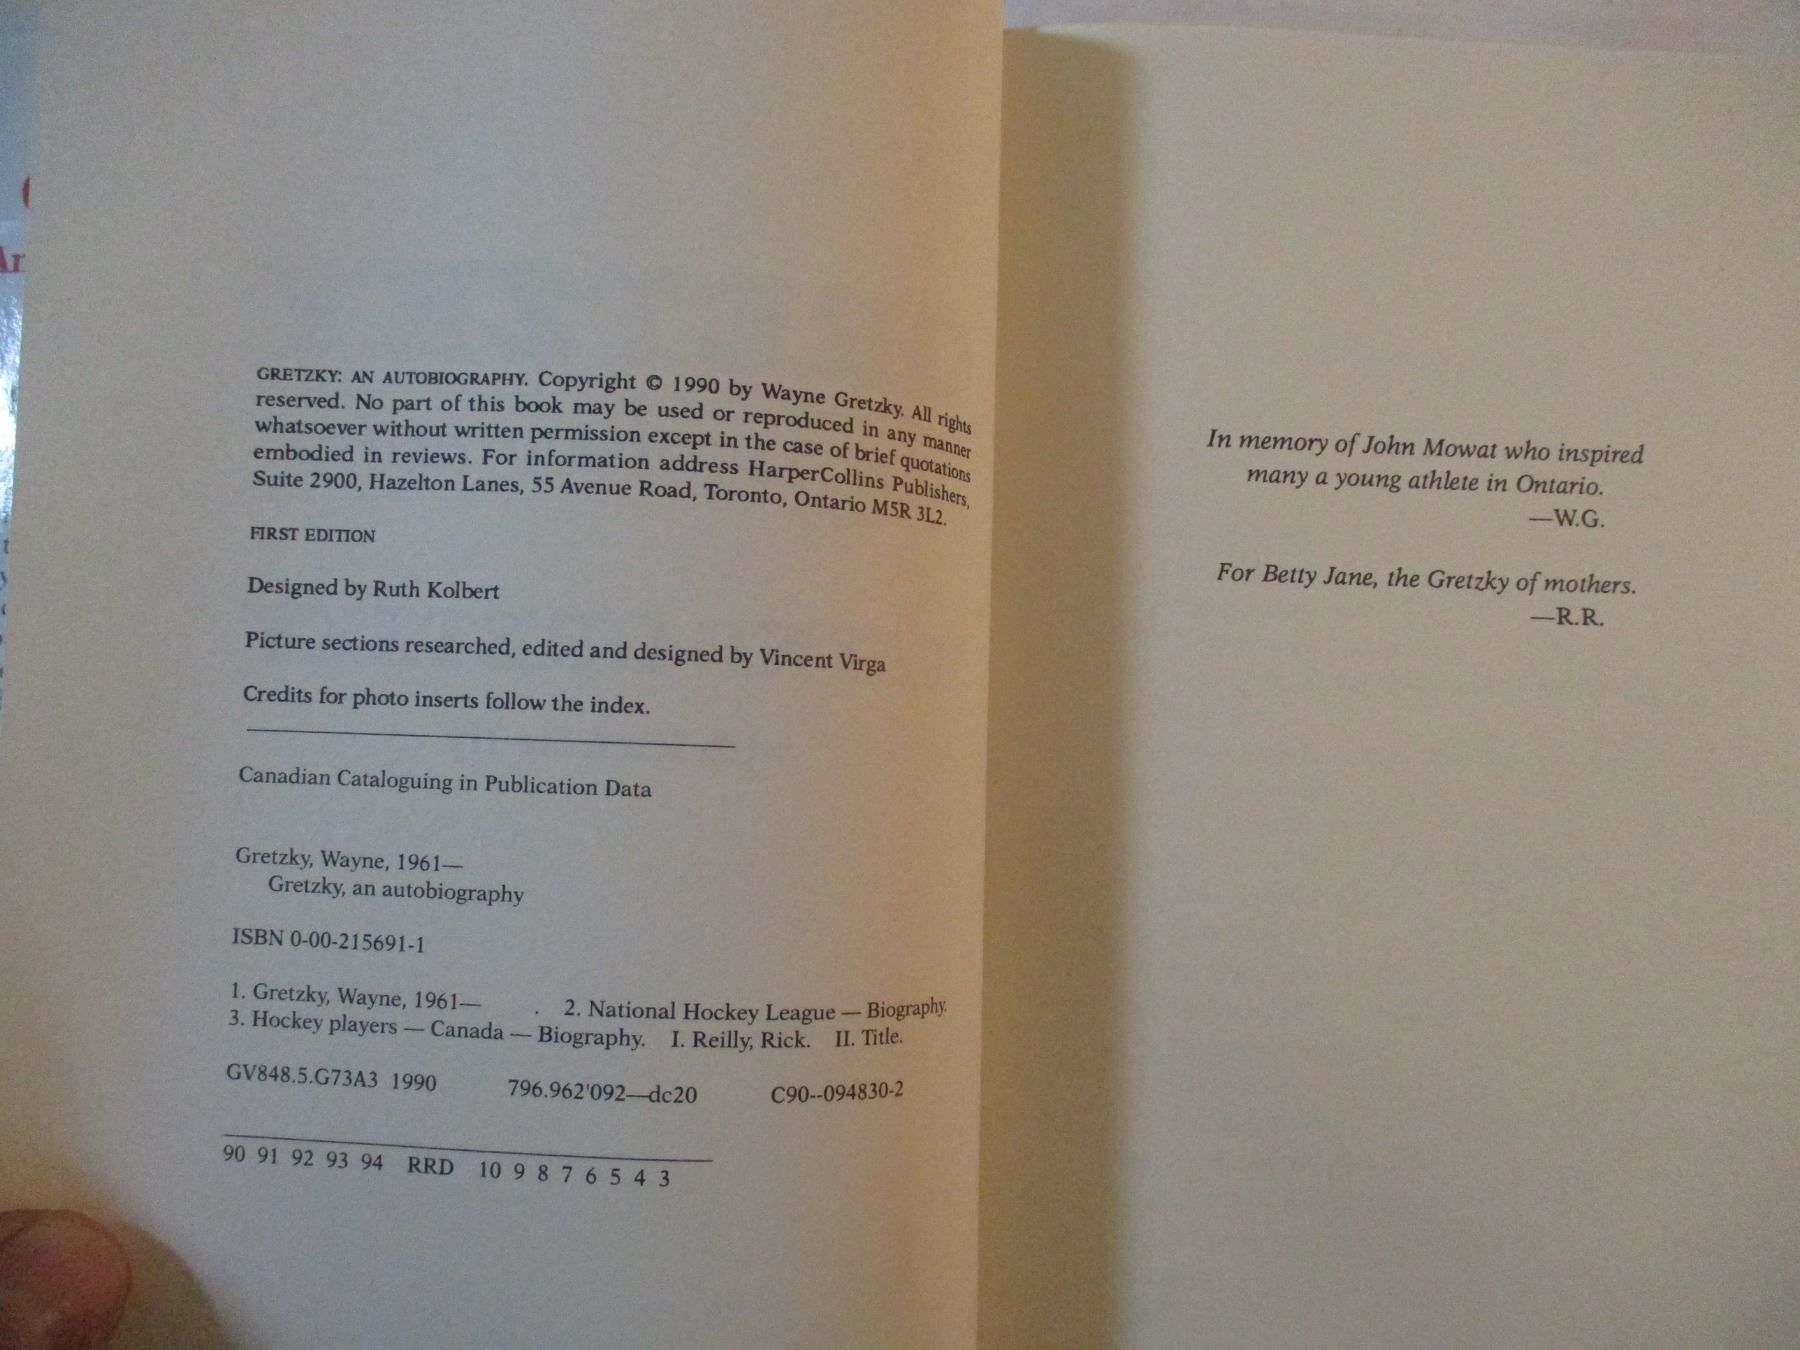 GRETZKY: AN AUTOBIOGRAPHY. Copyright © 1990 by Wayne Gretzky. All rights
reserved. No part of this book may be used or reproduced in any manner
whatsoever without written permission except in the case of brief quotations
embodied in reviews. For information address HarperCollins Publishers,
Suite 2900, Hazelton Lanes, 55 Avenue Road, Toronto, Ontario M5R 3L2.
FIRST EDITION
Designed by Ruth Kolbert
Picture sections researched, edited and designed by Vincent Virga
Credits for photo inserts follow the index.
Canadian Cataloguing in Publication Data
Gretzky, Wayne, 1961—
Gretzky, an autobiography
ISBN 0-00-215691-1
1. Gretzky, Wayne, 1961— . 2. National Hockey League — Biography.
3. Hockey players — Canada — Biography. I. Reilly, Rick. II. Title.
GV848.5.G73A3 1990 796.962'092—dc20 C90--094830-2
90 91 92 93 94 RRD 10 9 8 7 6 5 4 3
In memory of John Mowat who inspired
many a young athlete in Ontario.
—W.G.
For Betty Jane, the Gretzky of mothers.
—R.R.